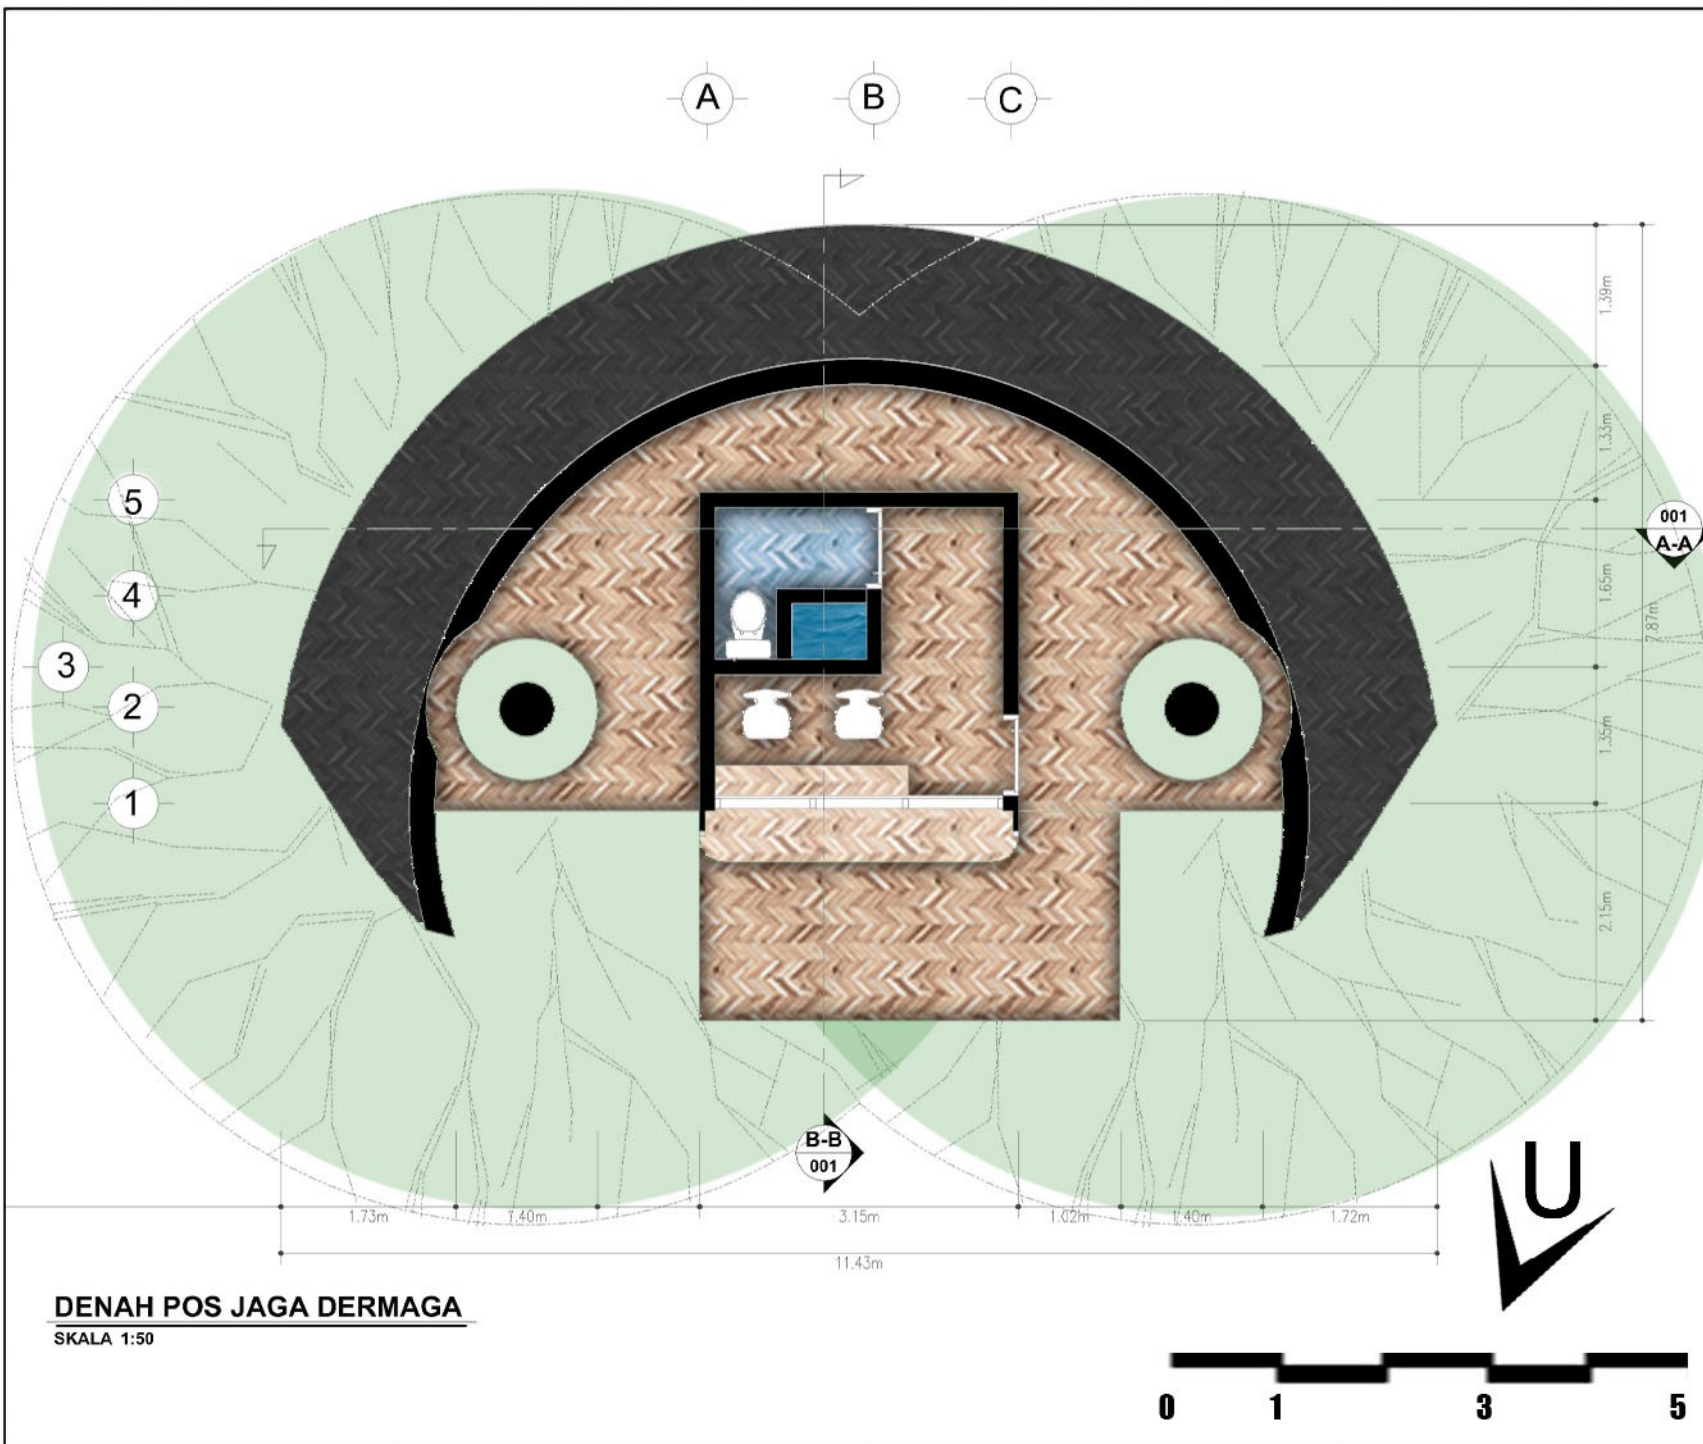 A B C
1.39m
1.33m
5
001
A-A
4
1.65m
7.87m
3
2
1.35m
1
2.15m
B-B
001
U
1.73m 1.40m 3.15m 1.02m 1.40m 1.72m
11.43m
DENAH POS JAGA DERMAGA
SKALA 1:50
0 1 3 5